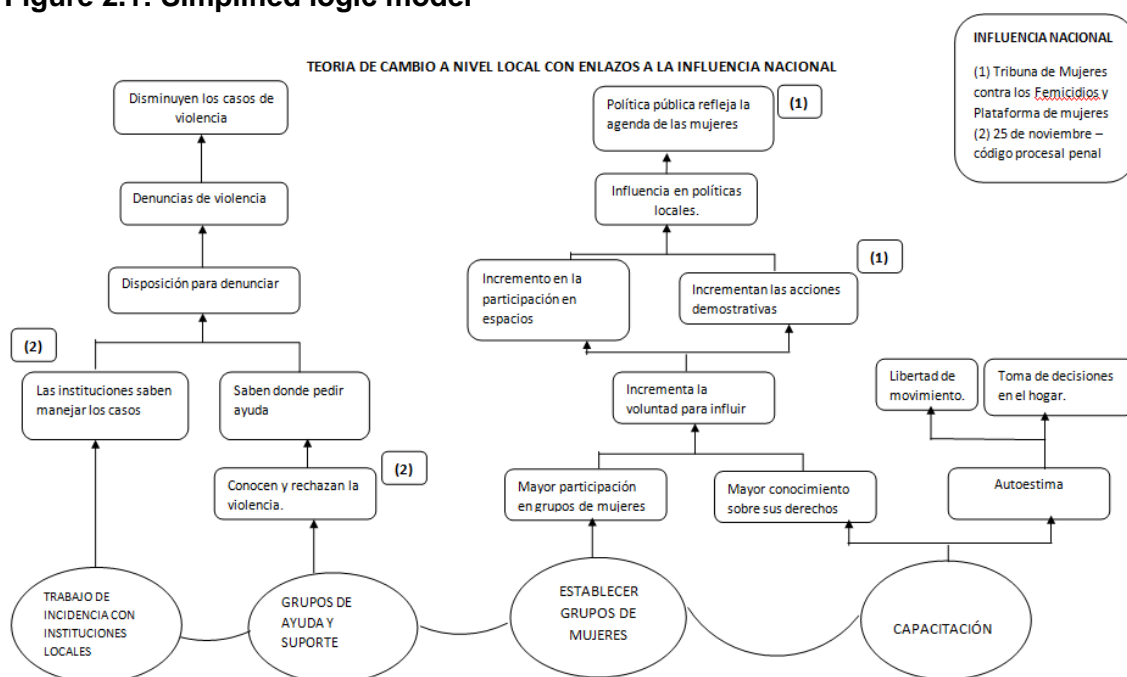 Figure 2.1: Simplified logic model
INFLUENCIA NACIONAL
(1) Tribuna de Mujeres
contra los Femicidios y
Plataforma de mujeres
(2) 25 de noviembre –
código procesal penal
TEORIA DE CAMBIO A NIVEL LOCAL CON ENLAZOS A LA INFLUENCIA NACIONAL
Disminuyen los casos de
violencia
Política pública refleja la
agenda de las mujeres
(1)
Denuncias de violencia
Influencia en políticas
locales.
Disposición para denunciar
Incremento en la
participación en
espacios
Incrementan las acciones
demostrativas
(1)
(2)
Las instituciones saben
manejar los casos
Saben donde pedir
ayuda
Incrementa la
voluntad para influir
Libertad de
movimiento.
Toma de decisiones
en el hogar.
Conocen y rechazan la
violencia.
(2)
Mayor participación
en grupos de mujeres
Mayor conocimiento
sobre sus derechos
Autoestima
TRABAJO DE
INCIDENCIA CON
INSTITUCIONES
LOCALES
GRUPOS DE
AYUDA Y
SUPORTE
ESTABLECER
GRUPOS DE
MUJERES
CAPACITACIÓN